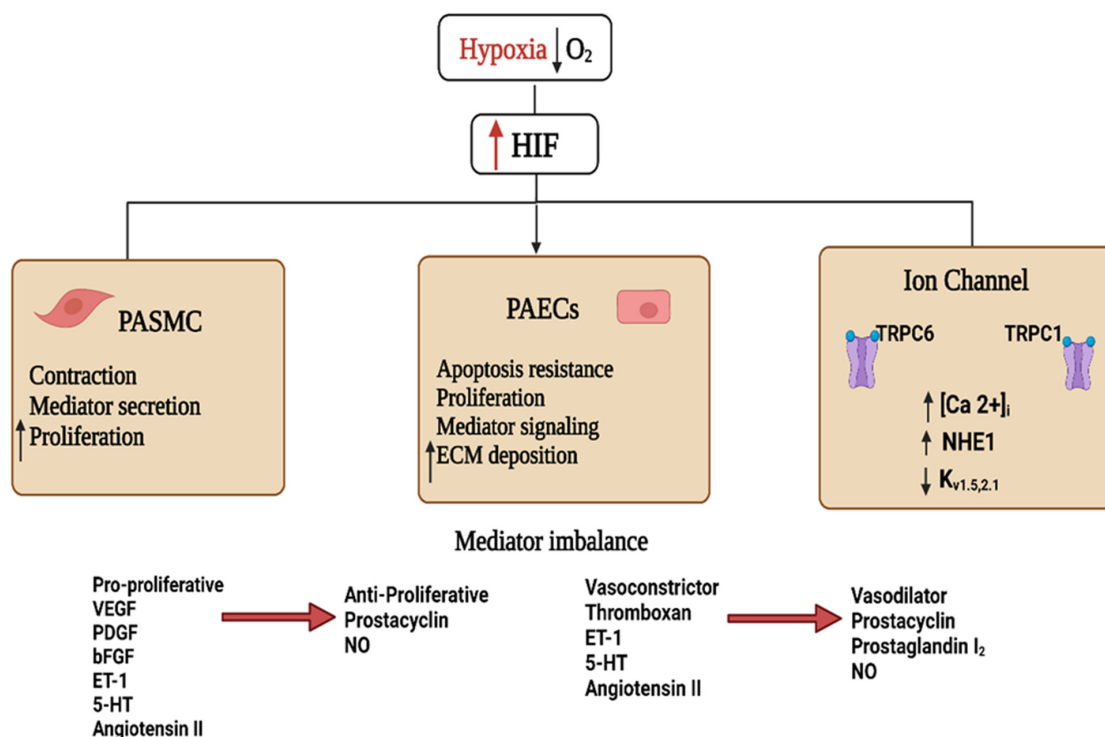 Hypoxia ↓ O₂
↑ HIF
PASMC
Contraction
Mediator secretion
↑ Proliferation
PAECs
Apoptosis resistance
Proliferation
Mediator signaling
↑ ECM deposition
Ion Channel
TRPC6
TRPC1
↑ [Ca 2+]ᵢ
↑ NHE1
↓ Kv1.5,2.1
Mediator imbalance
Pro-proliferative
VEGF
PDGF
bFGF
ET-1
5-HT
Angiotensin II
Anti-Proliferative
Prostacyclin
NO
Vasoconstrictor
Thromboxan
ET-1
5-HT
Angiotensin II
Vasodilator
Prostacyclin
Prostaglandin I₂
NO